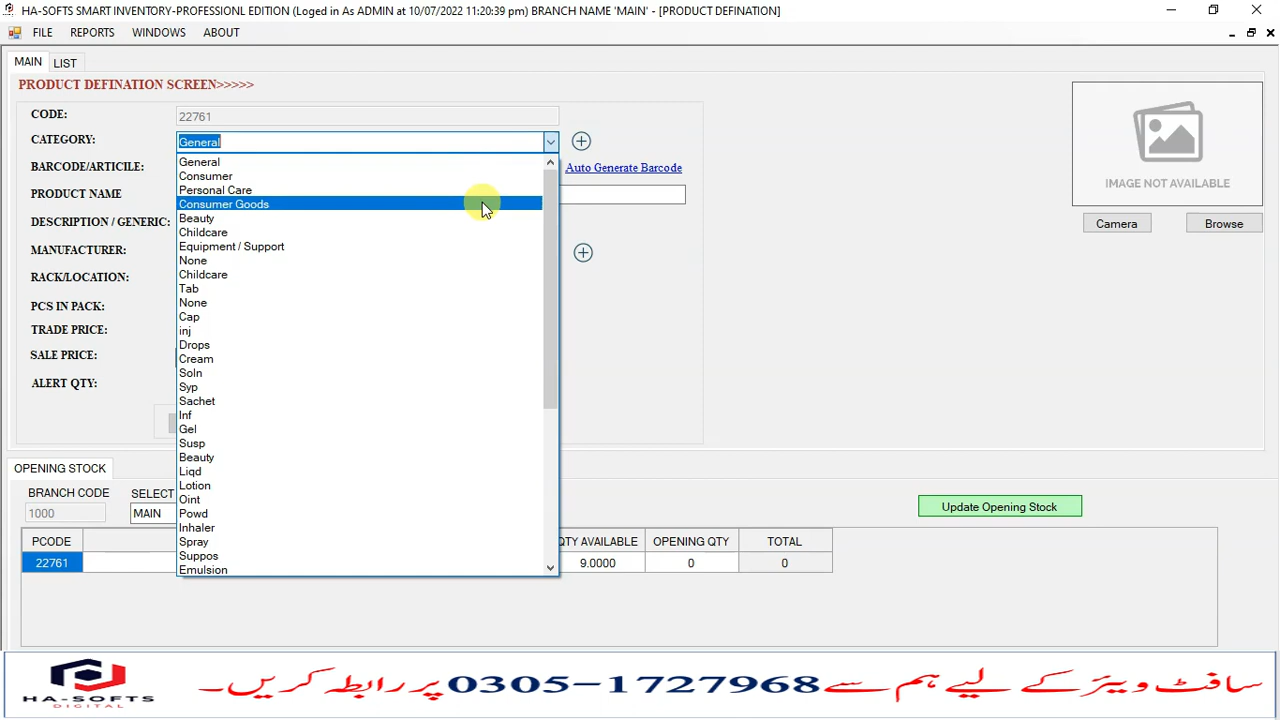 HA-SOFTS SMART INVENTORY-PROFESSIONL EDITION (Loged in As ADMIN at 10/07/2022 11:20:39 pm) BRANCH NAME 'MAIN' - [PRODUCT DEFINATION]
FILE REPORTS WINDOWS ABOUT
MAIN LIST
PRODUCT DEFINATION SCREEN>>>>>
CODE: 22761
CATEGORY: General
BARCODE/ARTICILE: Auto Generate Barcode
PRODUCT NAME
DESCRIPTION / GENERIC:
MANUFACTURER:
RACK/LOCATION:
PCS IN PACK:
TRADE PRICE:
SALE PRICE:
ALERT QTY:
General
Consumer
Personal Care
Consumer Goods
Beauty
Childcare
Equipment / Support
None
Childcare
Tab
None
Cap
inj
Drops
Cream
Soln
Syp
Sachet
Inf
Gel
Susp
Beauty
Liqd
Lotion
Oint
Powd
Inhaler
Spray
Suppos
Emulsion
IMAGE NOT AVAILABLE
Camera Browse
OPENING STOCK
BRANCH CODE SELECT
1000 MAIN
Update Opening Stock
PCODE QTY AVAILABLE OPENING QTY TOTAL
22761 9.0000 0 0
HA-SOFTS
DIGITAL
سافٹ ویئر کے لیے ہم سے 0305-1727968 پر رابطہ کریں۔